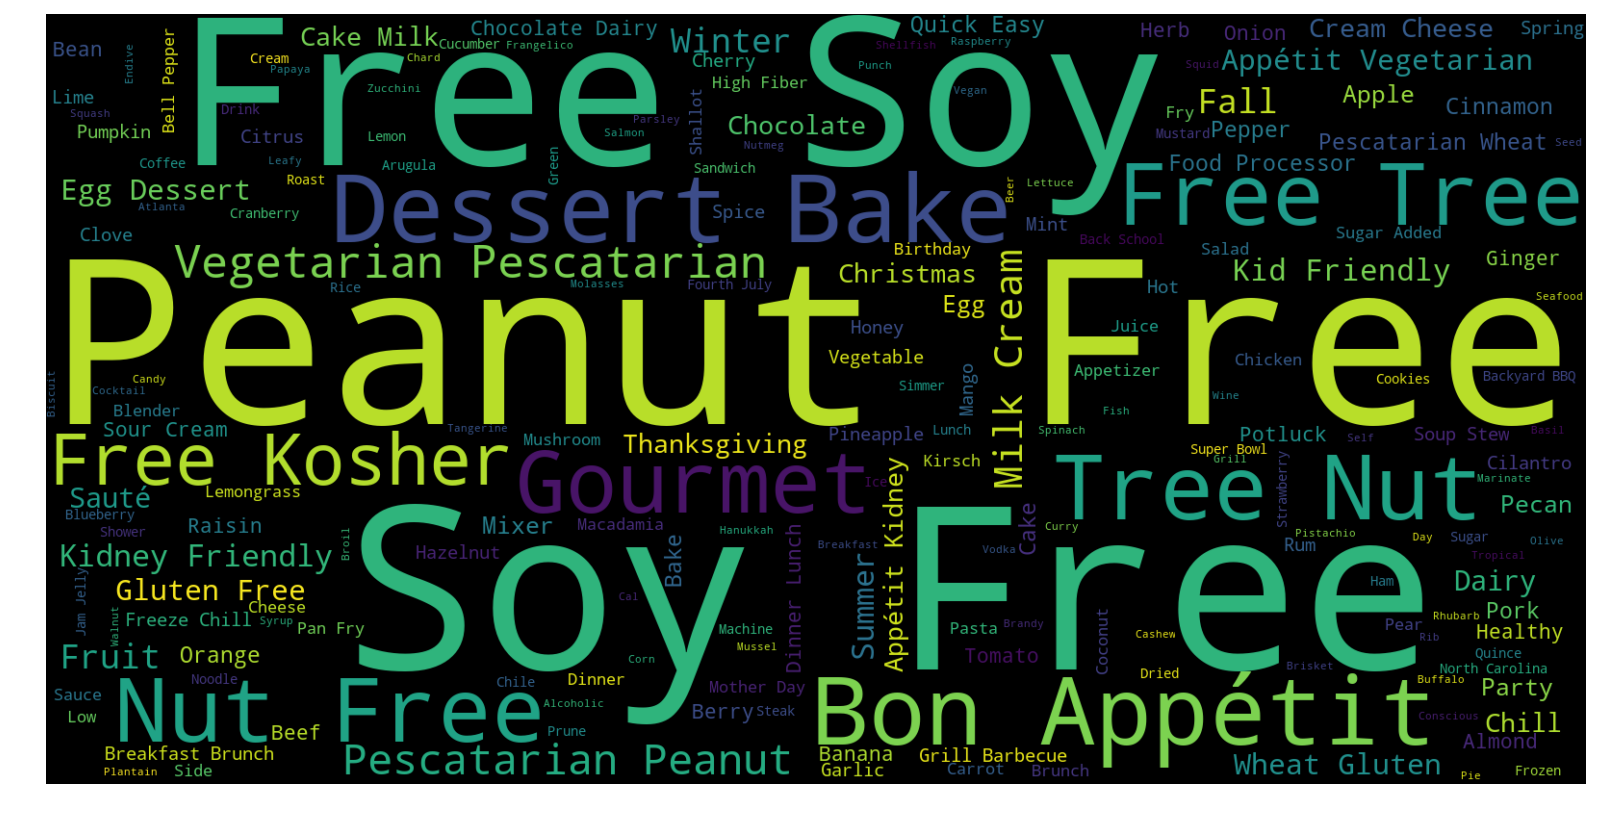 Free Soy
Peanut Free
Soy Free
Dessert Bake
Free Tree
Tree Nut
Nut Free
Bon Appétit
Gourmet
Free Kosher
Vegetarian Pescatarian
Pescatarian Peanut
Milk Cream
Bean
Endive
Bell Pepper
Cream
Papaya
Cake Milk
Cucumber
Frangelico
Chard
Chocolate Dairy
Winter
Cherry
Shellfish
Quick Easy
Raspberry
Punch
Herb
Onion
Cream Cheese
Spring
Squid
Appétit Vegetarian
Lime
Squash
Drink
Zucchini
High Fiber
Vegan
Fry
Fall
Apple
Cinnamon
Pumpkin
Citrus
Lemon
Salmon
Parsley
Shallot
Chocolate
Nutmeg
Mustard
Pepper
Pescatarian Wheat
Seed
Coffee
Leafy
Arugula
Green
Sandwich
Food Processor
Egg Dessert
Roast
Atlanta
Cranberry
Spice
Beer
Lettuce
Mint
Sugar Added
Clove
Back School
Salad
Birthday
Rice
Molasses
Fourth July
Christmas
Hot
Kid Friendly
Ginger
Egg
Seafood
Honey
Juice
Vegetable
Chicken
Biscuit
Candy
Cocktail
Simmer
Mango
Appetizer
Cookies
Backyard BBQ
Wine
Blender
Fish
Sour Cream
Tangerine
Mushroom
Thanksgiving
Pineapple
Lunch
Spinach
Potluck
Self
Soup Stew
Basil
Super Bowl
Grill
Kirsch
Cilantro
Marinate
Sauté
Lemongrass
Ice
Strawberry
Pecan
Blueberry
Shower
Raisin
Mixer
Macadamia
Hanukkah
Appétit Kidney
Cake
Curry
Pistachio
Day
Sugar
Olive
Kidney Friendly
Broil
Hazelnut
Bake
Dinner Lunch
Breakfast
Vodka
Rum
Tropical
Jam Jelly
Gluten Free
Cal
Summer
Ham
Dairy
Cheese
Walnut
Freeze Chill
Syrup
Pan Fry
Machine
Mussel
Pasta
Brandy
Coconut
Cashew
Pear
Rhubarb
Pork
Rib
Healthy
Fruit
Orange
Corn
Tomato
Quince
Noodle
Chile
Dinner
Dried
Brisket
North Carolina
Buffalo
Sauce
Mother Day
Party
Low
Alcoholic
Berry
Steak
Conscious
Chill
Beef
Prune
Almond
Breakfast Brunch
Banana
Grill Barbecue
Plantain
Side
Garlic
Carrot
Brunch
Wheat Gluten
Pie
Frozen